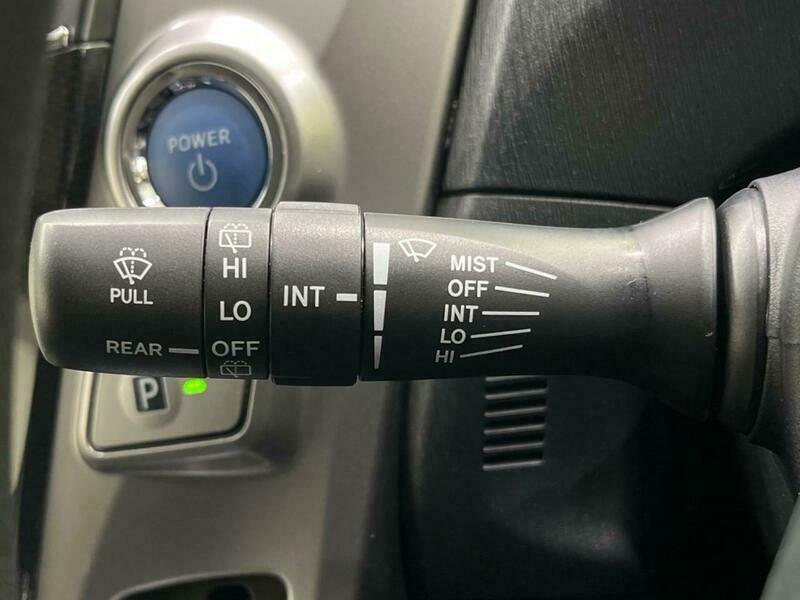 POWER
PULL
REAR
HI
LO
OFF
INT
MIST
OFF
INT
LO
HI
P